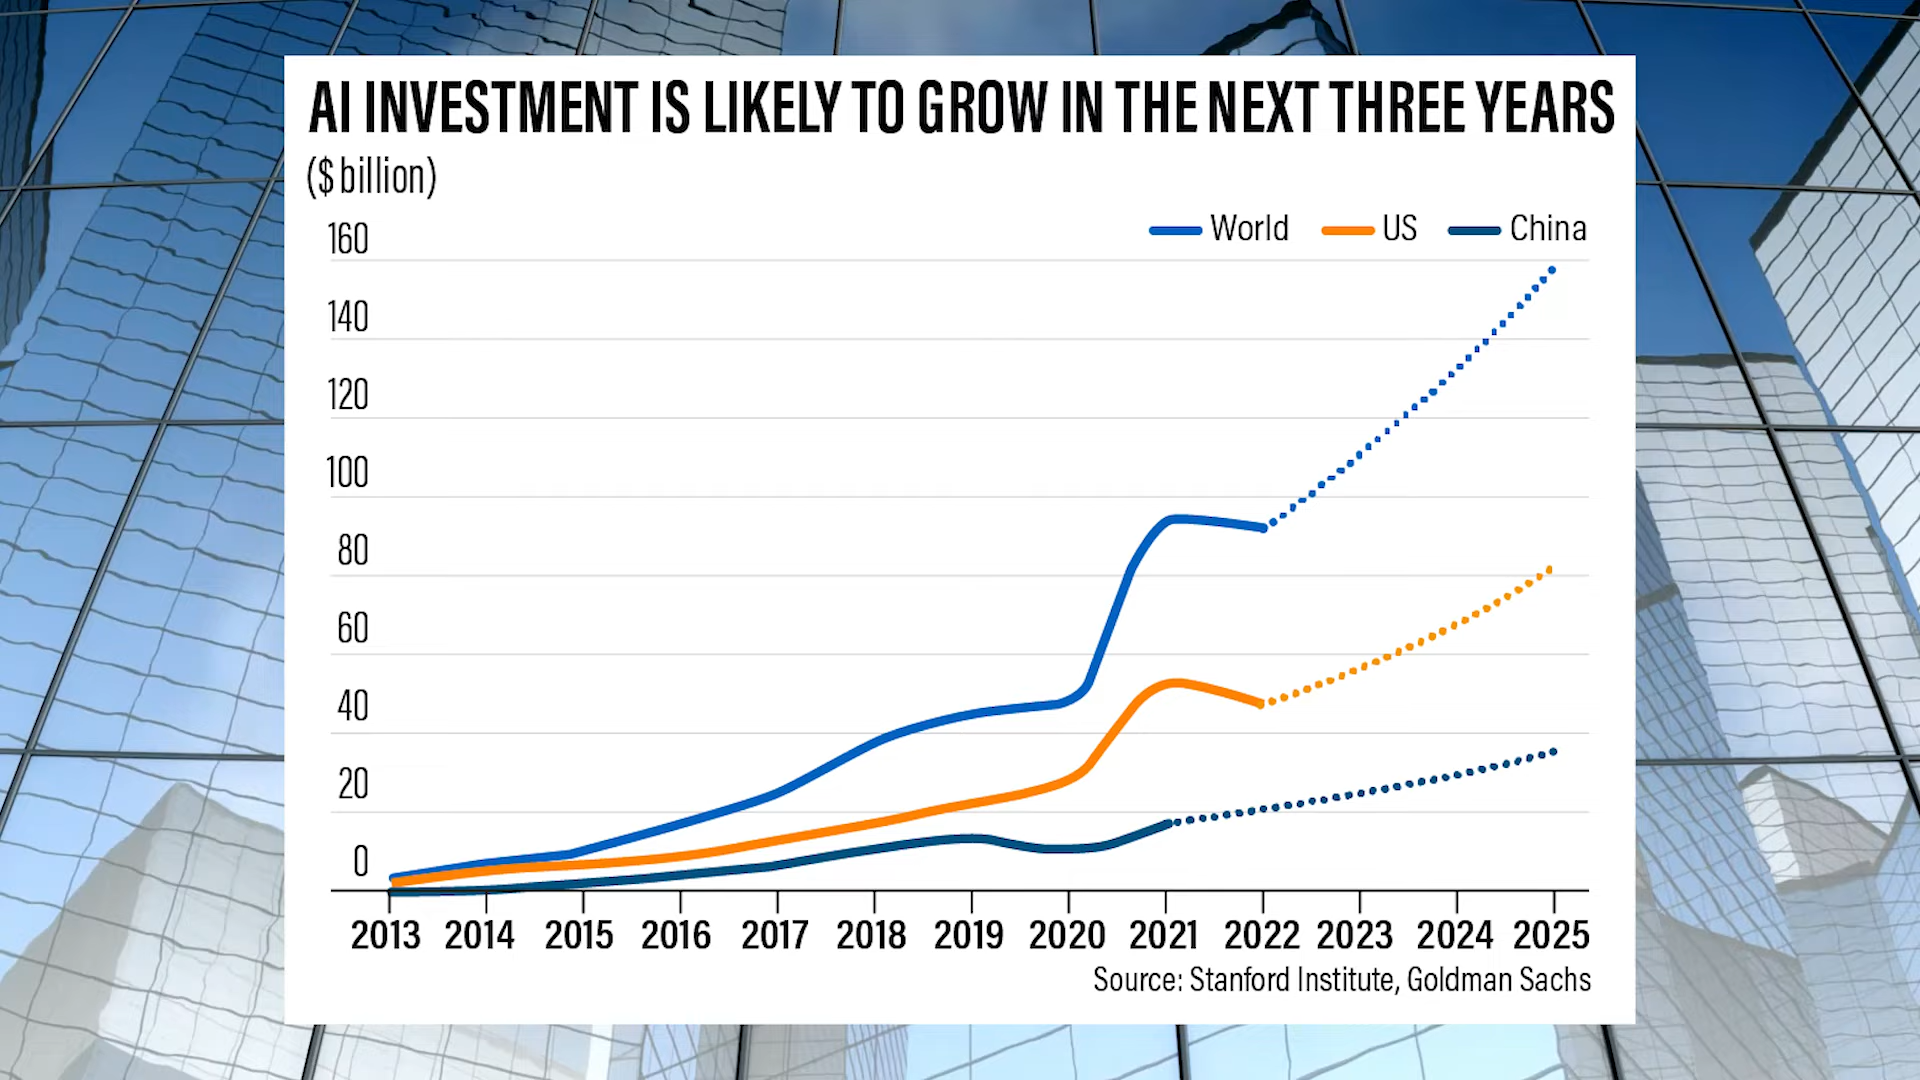 AI INVESTMENT IS LIKELY TO GROW IN THE NEXT THREE YEARS
($ billion)
World US China
160
140
120
100
80
60
40
20
0
2013 2014 2015 2016 2017 2018 2019 2020 2021 2022 2023 2024 2025
Source: Stanford Institute, Goldman Sachs